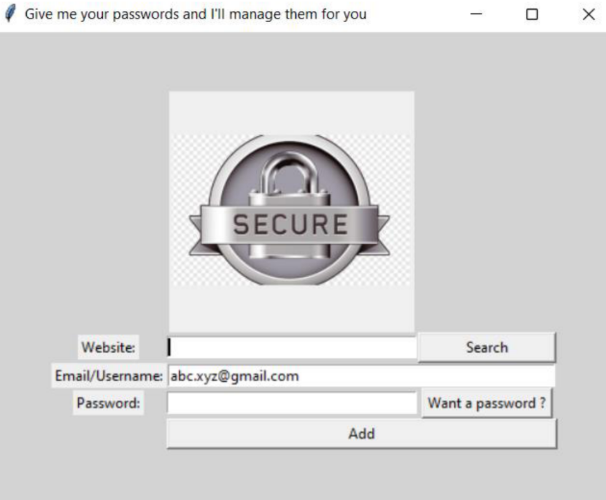 Give me your passwords and I'll manage them for you
SECURE
Website:
Search
Email/Username:
abc.xyz@gmail.com
Password:
Want a password ?
Add